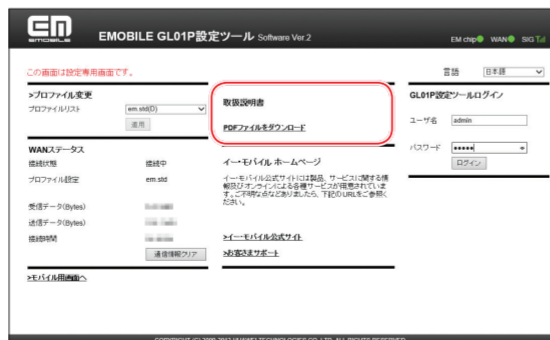 EM
EMOBILE
EMOBILE GL01P設定ツール Software Ver.2
EM chip WAN SIG
この画面は設定専用画面です。
言語 日本語
>プロファイル変更
プロファイルリスト em.std(D)
適用
WANステータス
接続状態 接続中
プロファイル設定 em.std
受信データ(Bytes)
送信データ(Bytes)
接続時間
通信情報クリア
>モバイル用画面へ
取扱説明書
PDFファイルをダウンロード
イー・モバイル ホームページ
イー・モバイル公式サイトには製品、サービスに関する情
報及びオンラインによる各種サービスが用意されていま
す。ご不明な点などありましたら、下記のURLをご参照く
ださい。
>イー・モバイル公式サイト
>お客さまサポート
GL01P設定ツールログイン
ユーザ名 admin
パスワード ●●●●●
ログイン
COPYRIGHT (C) 2009-2012 HUAWEI TECHNOLOGIES CO., LTD. ALL RIGHTS RESERVED.